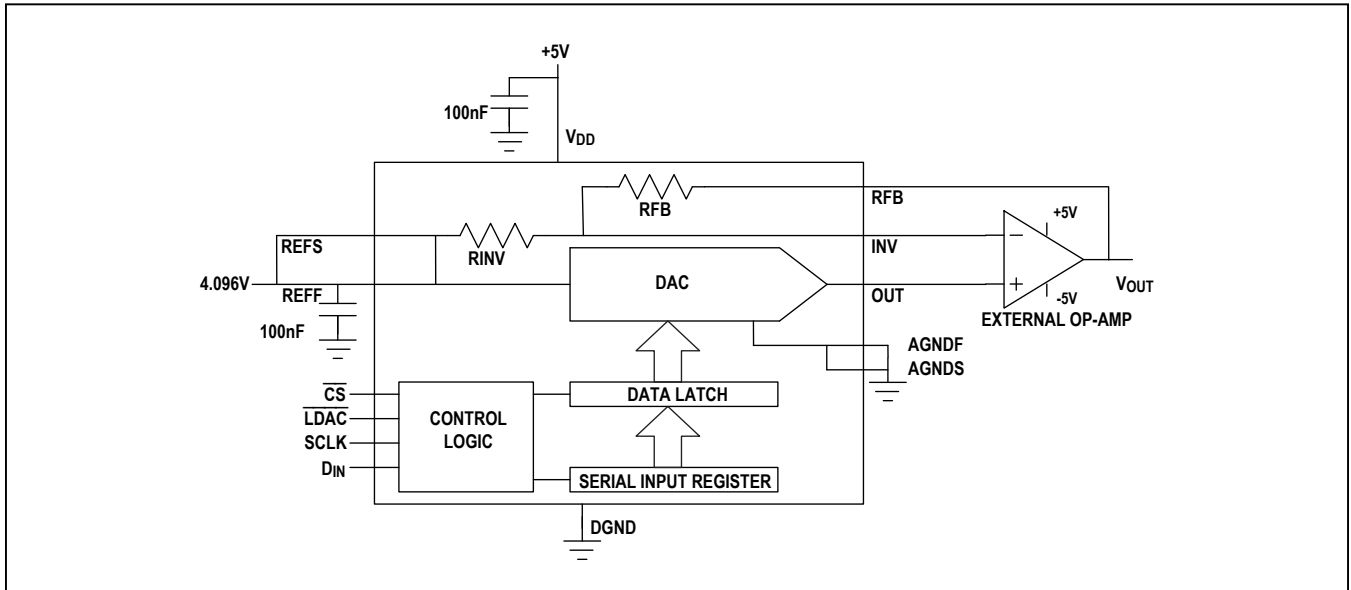 +5V
100nF
VDD
RFB
RFB
REFS
RINV
INV
+5V
−
4.096V
REFF
DAC
OUT
+
-5V
VOUT
100nF
EXTERNAL OP-AMP
AGNDF
AGNDS
CS
LDAC
SCLK
DIN
CONTROL
LOGIC
DATA LATCH
SERIAL INPUT REGISTER
DGND